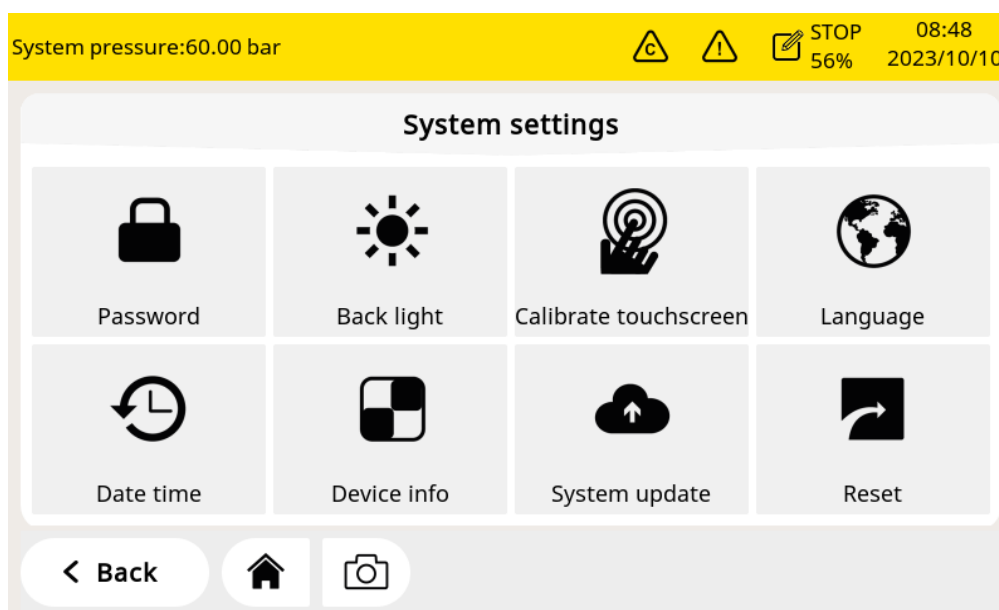 System pressure:60.00 bar
C
!
STOP
56%
08:48
2023/10/10
System settings
Password
Back light
Calibrate touchscreen
Language
Date time
Device info
System update
Reset
Back